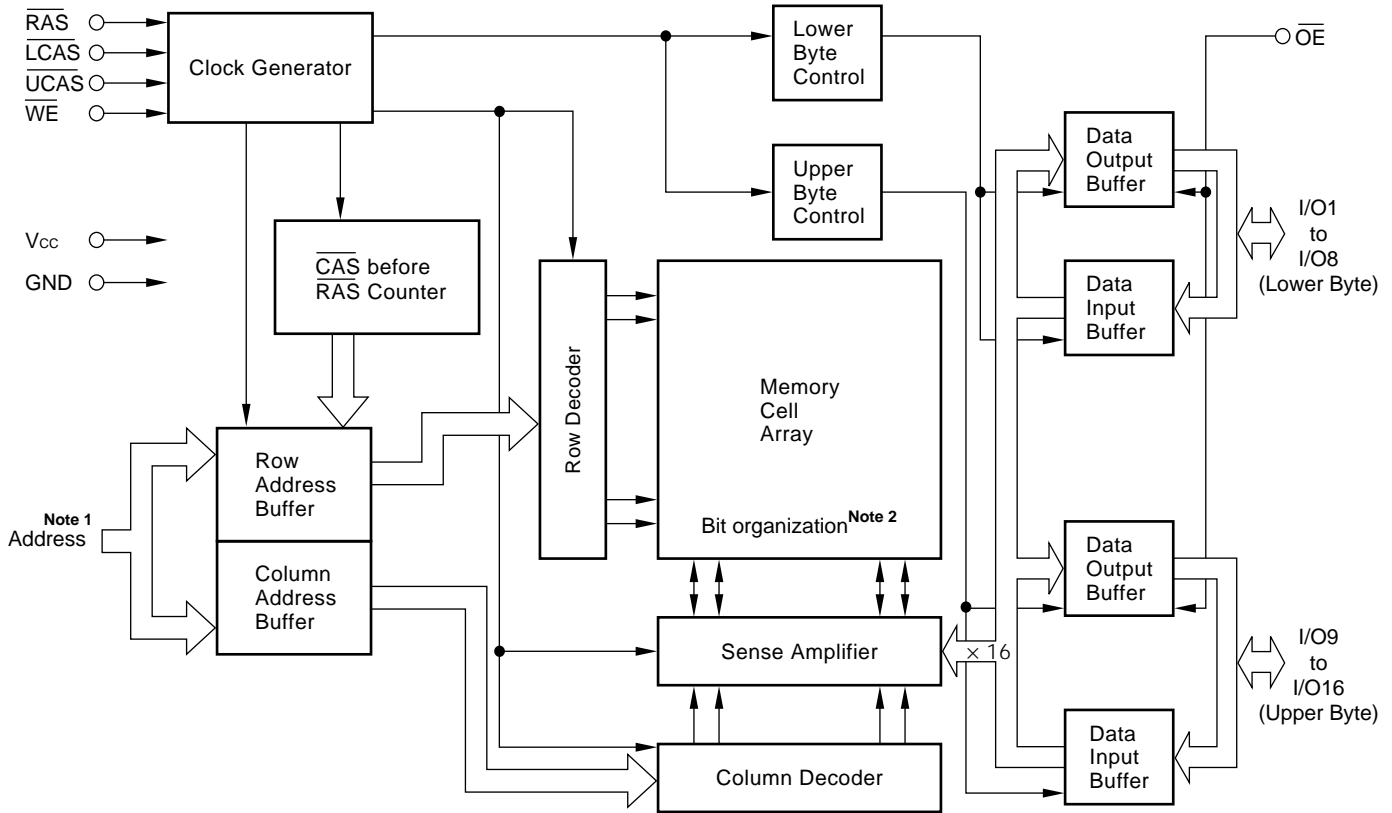 RAS
LCAS
UCAS
WE
Clock Generator
Lower
Byte
Control
OE
Upper
Byte
Control
Data
Output
Buffer
I/O1
to
I/O8
(Lower Byte)
Vcc
GND
CAS before
RAS Counter
Data
Input
Buffer
Row Decoder
Memory
Cell
Array
Bit organization Note 2
Note 1
Address
Row
Address
Buffer
Column
Address
Buffer
Data
Output
Buffer
Sense Amplifier
× 16
I/O9
to
I/O16
(Upper Byte)
Column Decoder
Data
Input
Buffer